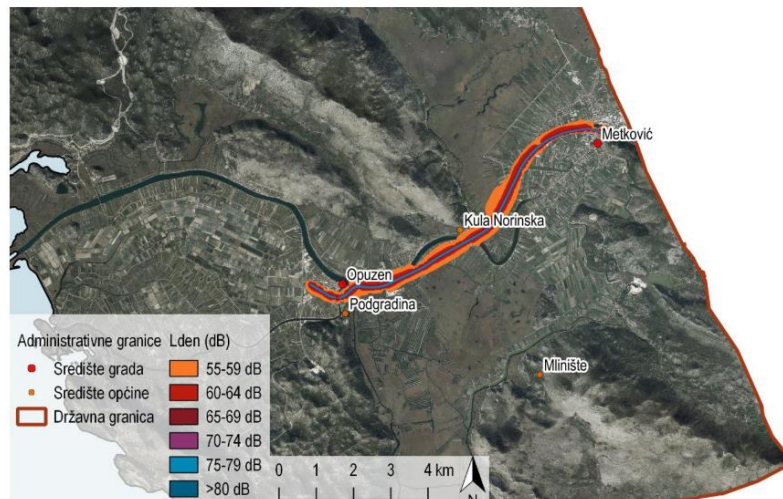 Metković
Kula Norinska
Opuzen
Podgradina
Mlinište
Administrativne granice
Središte grada
Središte općine
Državna granica
Lden (dB)
55-59 dB
60-64 dB
65-69 dB
70-74 dB
75-79 dB
>80 dB
0 1 2 4 km
N